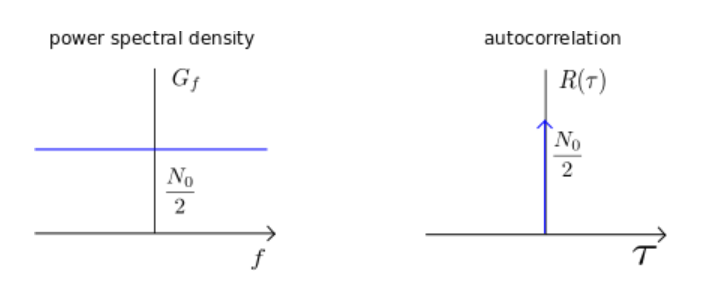 power spectral density
G_f
N_0
2
f
autocorrelation
R(τ)
N_0
2
τ